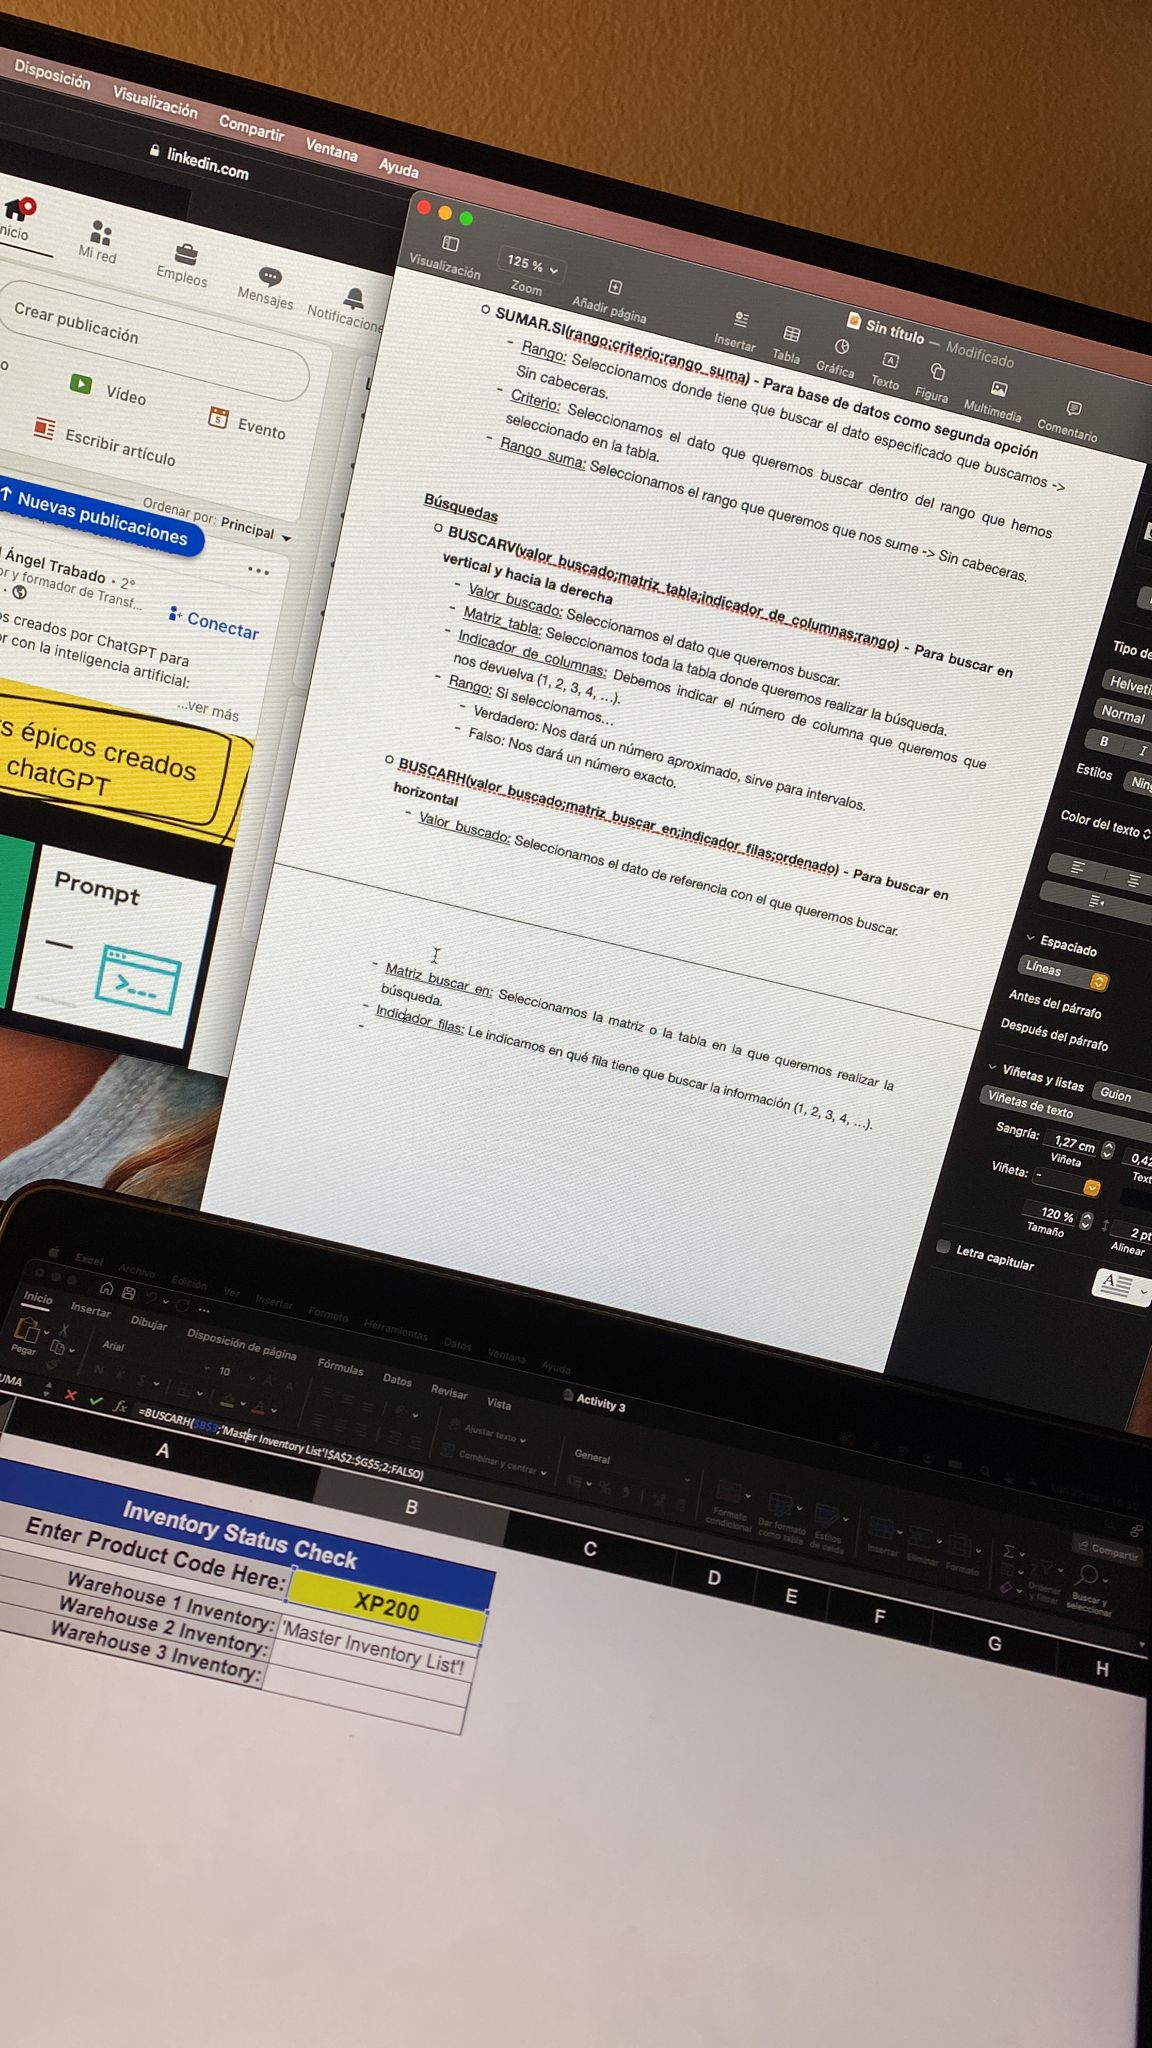 Disposición Visualización Compartir Ventana Ayuda
linkedin.com
nicio
Mi red
Empleos
Mensajes
Notificacione
Crear publicación
Vídeo
Evento
Escribir artículo
Ordenar por: Principal
↑ Nuevas publicaciones
Ángel Trabado • 2°
or y formador de Transf...
Conectar
os creados por ChatGPT para
r con la inteligencia artificial:
...ver más
s épicos creados
chatGPT
Prompt
Visualización
125 %
Zoom
Añadir página
Sin título — Modificado
Insertar
Tabla
Gráfica
Texto
Figura
Multimedia
Comentario
SUMAR.SI(rango;criterio;rango_suma) - Para base de datos como segunda opción
- Rango: Seleccionamos donde tiene que buscar el dato especificado que buscamos ->
Sin cabeceras.
- Criterio: Seleccionamos el dato que queremos buscar dentro del rango que hemos
seleccionado en la tabla.
- Rango_suma: Seleccionamos el rango que queremos que nos sume -> Sin cabeceras.
Búsquedas
BUSCARV(valor_buscado;matriz_tabla;indicador_de_columnas;rango) - Para buscar en
vertical y hacia la derecha
- Valor_buscado: Seleccionamos el dato que queremos buscar.
- Matriz_tabla: Seleccionamos toda la tabla donde queremos realizar la búsqueda.
- Indicador_de_columnas: Debemos indicar el número de columna que queremos que
nos devuelva (1, 2, 3, 4, ...).
- Rango: Si seleccionamos...
- Verdadero: Nos dará un número aproximado, sirve para intervalos.
- Falso: Nos dará un número exacto.
BUSCARH(valor_buscado;matriz_buscar_en;indicador_filas;ordenado) - Para buscar en
horizontal
- Valor_buscado: Seleccionamos el dato de referencia con el que queremos buscar.
- Matriz_buscar_en: Seleccionamos la matriz o la tabla en la que queremos realizar la
búsqueda.
- Indicador_filas: Le indicamos en qué fila tiene que buscar la información (1, 2, 3, 4, ...).
-
Tipo de
Helveti
Normal
B I
Estilos
Nin
Color del texto
Espaciado
Líneas
Antes del párrafo
Después del párrafo
Viñetas y listas
Guion
Viñetas de texto
Sangría:
1,27 cm
0,42
Viñeta
Text
Viñeta: -
120 %
2 pt
Tamaño
Alinear
Letra capitular
Excel Archivo Edición Ver Insertar Formato Herramientas Datos Ventana Ayuda
Inicio Insertar Dibujar Disposición de página Fórmulas Datos Revisar Vista
Activity 3
Compartir
Pegar
Arial
10
N K S
Ajustar texto
Combinar y centrar
General
Formato
condicional
Dar formato
como tabla
Estilos
de celda
Insertar
Eliminar
Formato
Ordenar
y filtrar
Buscar y
seleccionar
UMA
fx =BUSCARH($B$3;'Master Inventory List'!$A$2:$G$5;2;FALSO)
A B C D E F G H
Inventory Status Check
Enter Product Code Here: XP200
Warehouse 1 Inventory: 'Master Inventory List'!
Warehouse 2 Inventory:
Warehouse 3 Inventory: